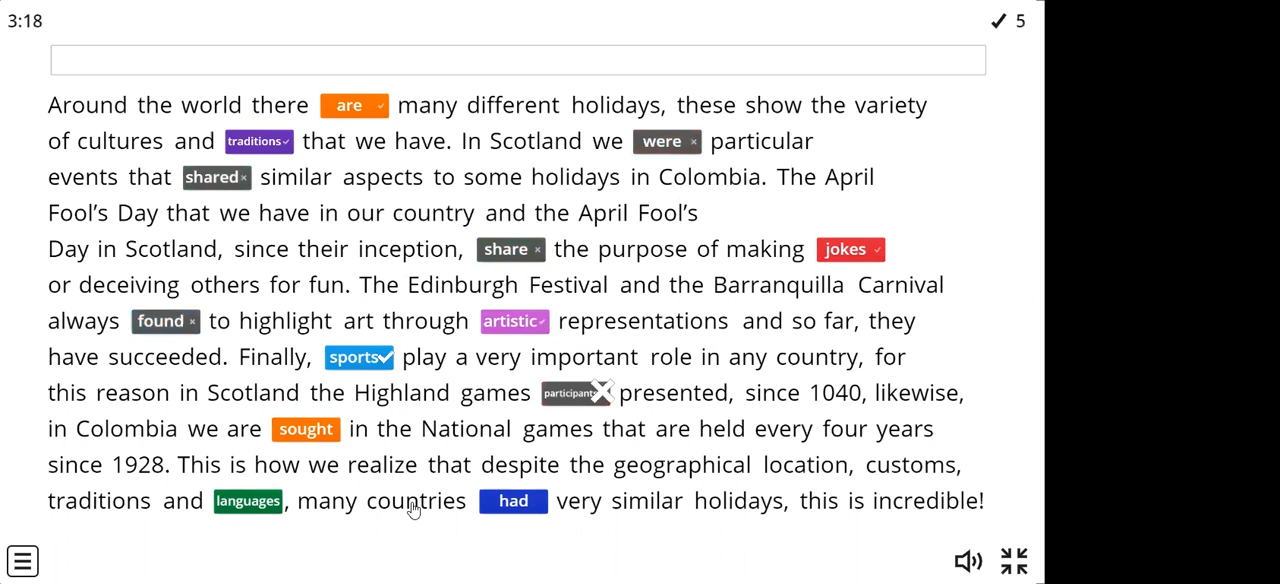 3:18
✓ 5
Around the world there are many different holidays, these show the variety
of cultures and traditions that we have. In Scotland we were particular
events that shared similar aspects to some holidays in Colombia. The April
Fool’s Day that we have in our country and the April Fool’s
Day in Scotland, since their inception, share the purpose of making jokes
or deceiving others for fun. The Edinburgh Festival and the Barranquilla Carnival
always found to highlight art through artistic representations and so far, they
have succeeded. Finally, sports play a very important role in any country, for
this reason in Scotland the Highland games participants presented, since 1040, likewise,
in Colombia we are sought in the National games that are held every four years
since 1928. This is how we realize that despite the geographical location, customs,
traditions and languages, many countries had very similar holidays, this is incredible!